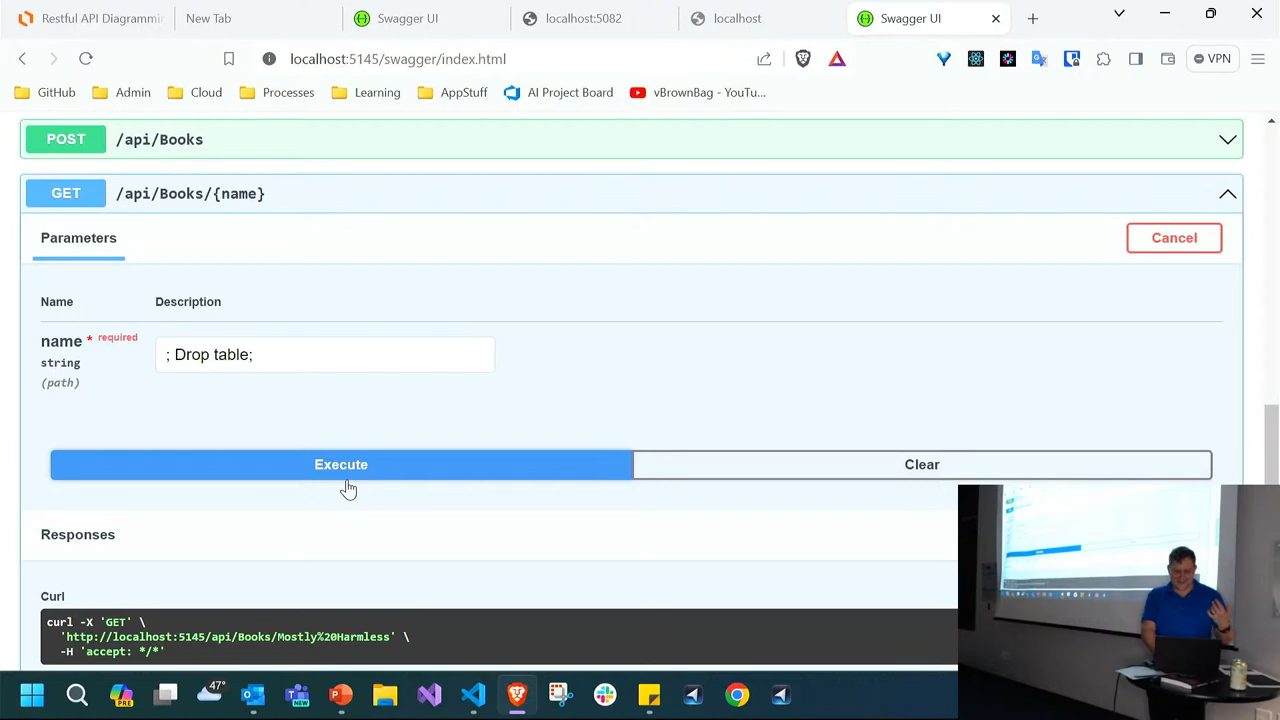 Restful API Diagrammin
New Tab
Swagger UI
localhost:5082
localhost
Swagger UI
localhost:5145/swagger/index.html
VPN
GitHub
Admin
Cloud
Processes
Learning
AppStuff
AI Project Board
vBrownBag - YouTu...
POST /api/Books
GET /api/Books/{name}
Parameters
Cancel
Name Description
name * required
string
(path)
; Drop table;
Execute
Clear
Responses
Curl
curl -X 'GET' \
'http://localhost:5145/api/Books/Mostly%20Harmless' \
-H 'accept: */*'
PRE
47°
NEW